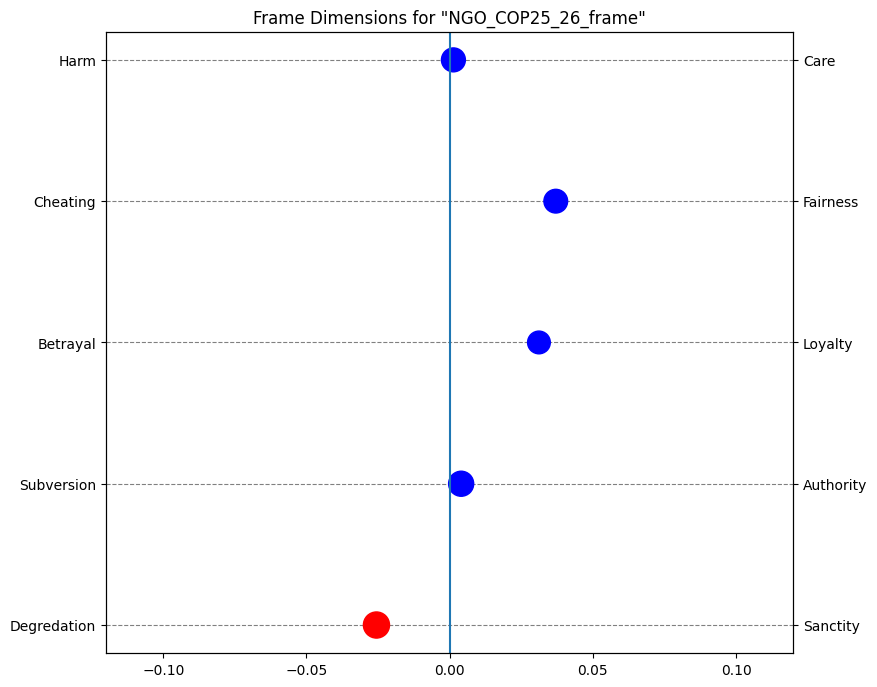 Frame Dimensions for "NGO_COP25_26_frame"
Harm
Care
Cheating
Fairness
Betrayal
Loyalty
Subversion
Authority
Degredation
Sanctity
−0.10
−0.05
0.00
0.05
0.10